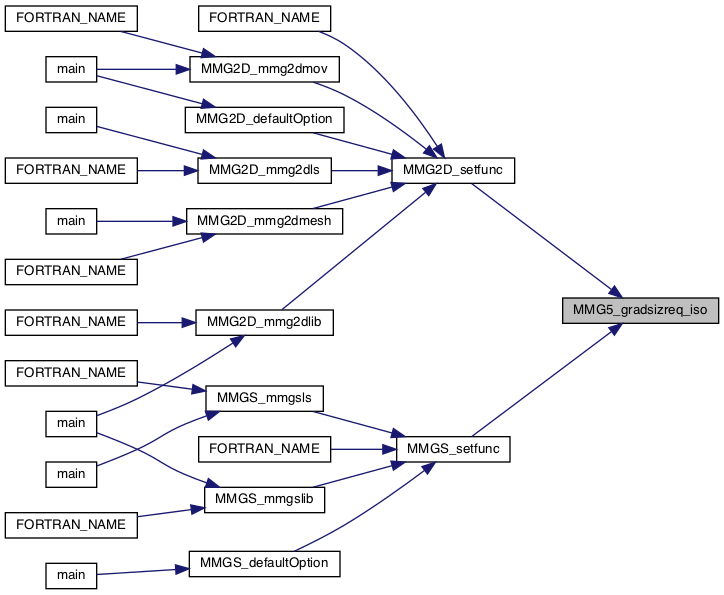 FORTRAN_NAME
FORTRAN_NAME
main
MMG2D_mmg2dmov
main
MMG2D_defaultOption
FORTRAN_NAME
MMG2D_mmg2dls
MMG2D_setfunc
main
MMG2D_mmg2dmesh
FORTRAN_NAME
MMG5_gradsizreq_iso
FORTRAN_NAME
MMG2D_mmg2dlib
FORTRAN_NAME
MMGS_mmgsls
main
FORTRAN_NAME
MMGS_setfunc
main
MMGS_mmgslib
FORTRAN_NAME
MMGS_defaultOption
main